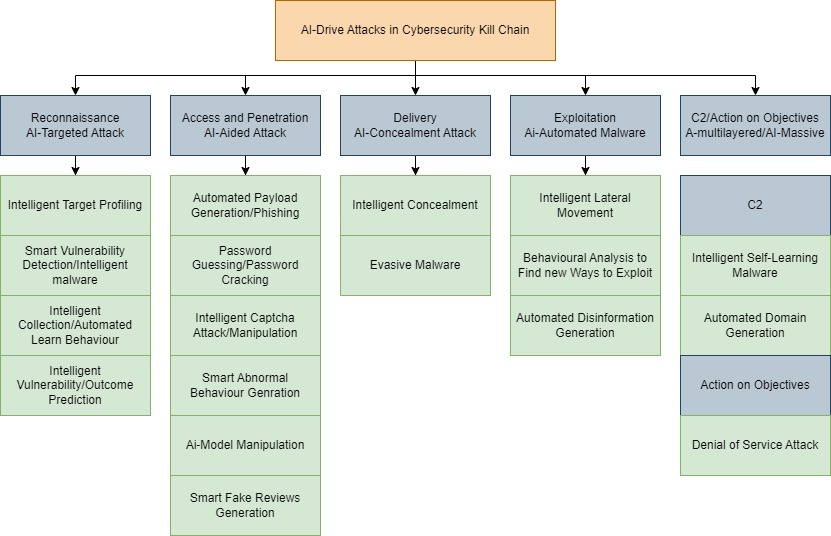 AI-Drive Attacks in Cybersecurity Kill Chain
Reconnaissance
AI-Targeted Attack
Access and Penetration
AI-Aided Attack
Delivery
AI-Concealment Attack
Exploitation
Ai-Automated Malware
C2/Action on Objectives
A-multilayered/AI-Massive
Intelligent Target Profiling
Smart Vulnerability
Detection/Intelligent
malware
Intelligent
Collection/Automated
Learn Behaviour
Intelligent
Vulnerability/Outcome
Prediction
Automated Payload
Generation/Phishing
Password
Guessing/Password
Cracking
Intelligent Captcha
Attack/Manipulation
Smart Abnormal
Behaviour Genration
Ai-Model Manipulation
Smart Fake Reviews
Generation
Intelligent Concealment
Evasive Malware
Intelligent Lateral
Movement
Behavioural Analysis to
Find new Ways to Exploit
Automated Disinformation
Generation
C2
Intelligent Self-Learning
Malware
Automated Domain
Generation
Action on Objectives
Denial of Service Attack